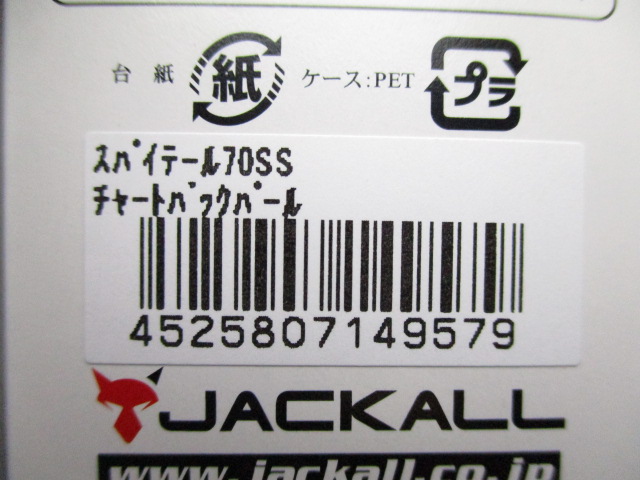 台紙 紙 ケース:PET プラ
ｽﾊﾟｲﾃｰﾙ70SS
ﾁｬｰﾄﾊﾞｯｸﾊﾟｰﾙ
4525807149579
JACKALL
www.jackall.co.jp